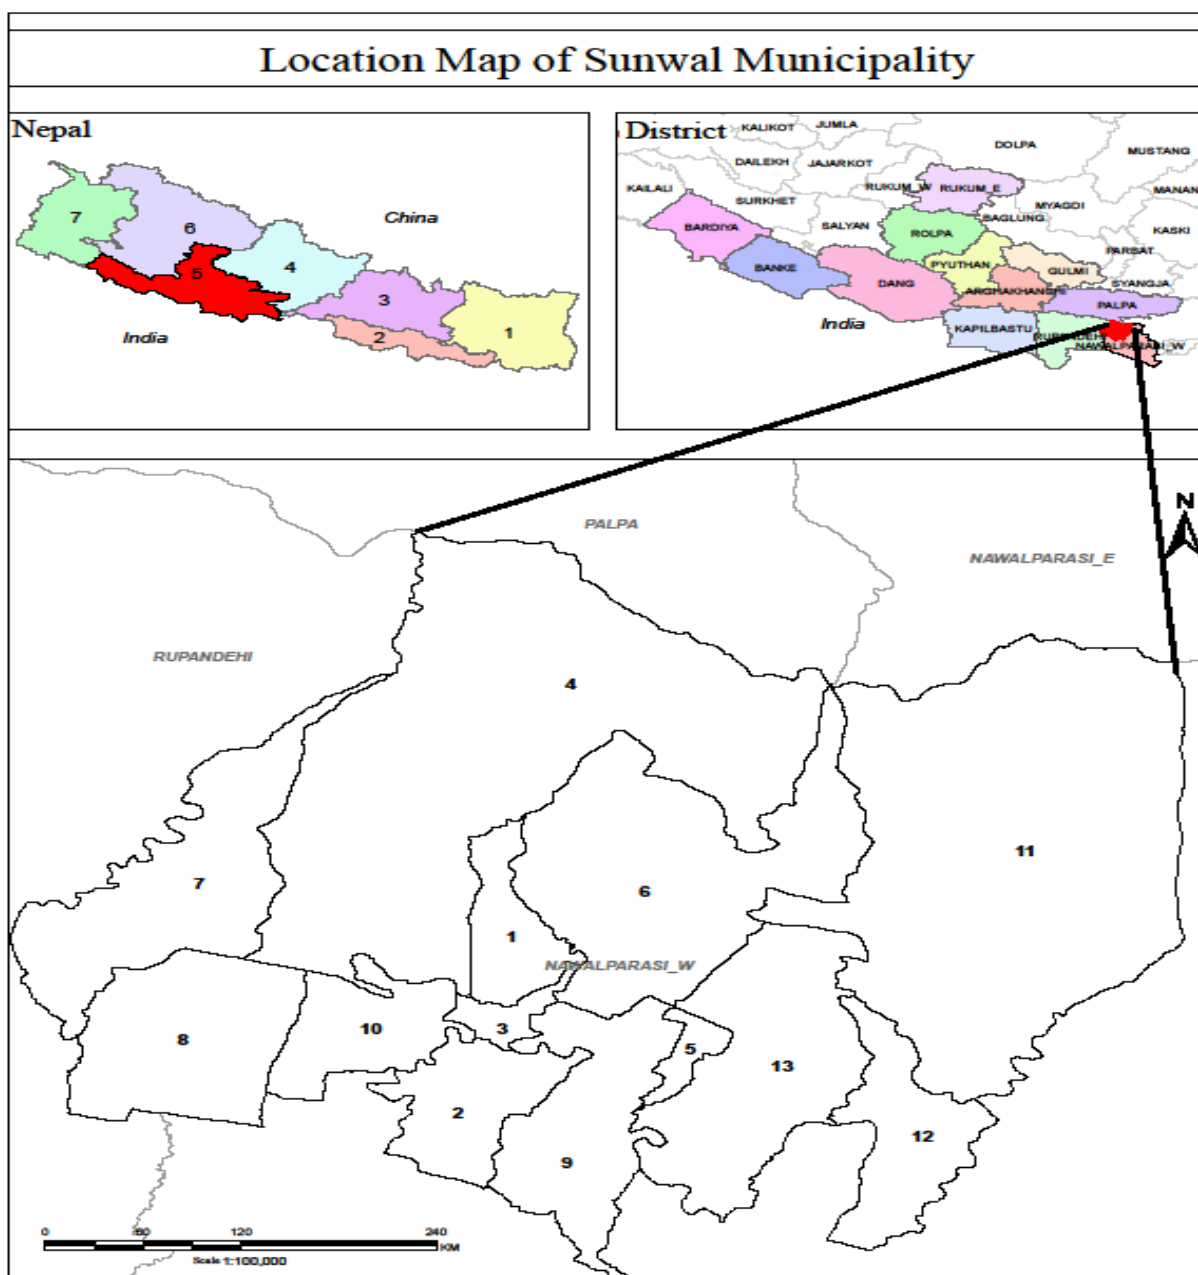 Location Map of Sunwal Municipality
Nepal
China
India
7
6
5
4
3
2
1
District
KALIKOT
JUMLA
DOLPA
MUSTANG
DAILEKH
JAJARKOT
MANAN
KAILALI
RUKUM_W
RUKUM_E
SURKHET
MYAGDI
BARDIYA
SALYAN
ROLPA
BAGLUNG
KASKI
PARBAT
BANKE
DANG
PYUTHAN
GULMI
SYANGJA
ARGHAKHANCHI
PALPA
India
KAPILBASTU
NAWALPARASI_W
N
PALPA
NAWALPARASI_E
RUPANDEHI
4
11
7
6
1
NAWALPARASI_W
8
10
3
5
13
2
12
9
0
60
120
240
KM
Scale 1:100,000